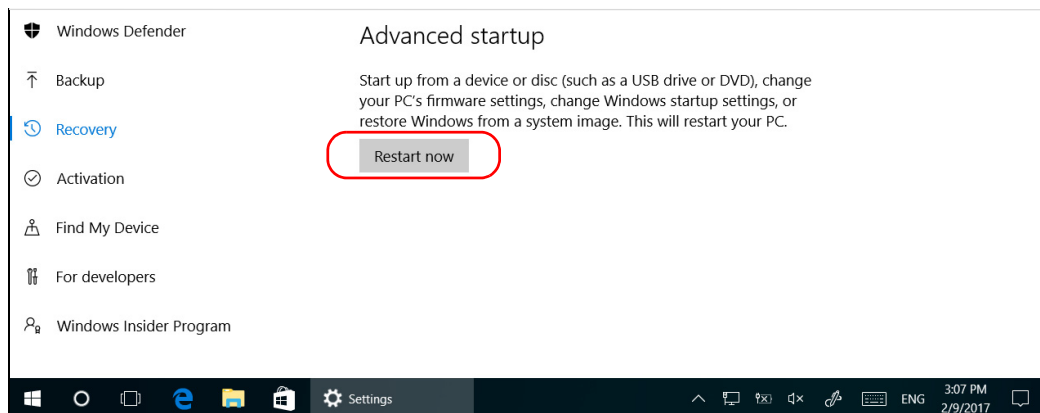 Windows Defender
Backup
Recovery
Activation
Find My Device
For developers
Windows Insider Program
Advanced startup
Start up from a device or disc (such as a USB drive or DVD), change
your PC's firmware settings, change Windows startup settings, or
restore Windows from a system image. This will restart your PC.
Restart now
Settings
ENG
3:07 PM
2/9/2017